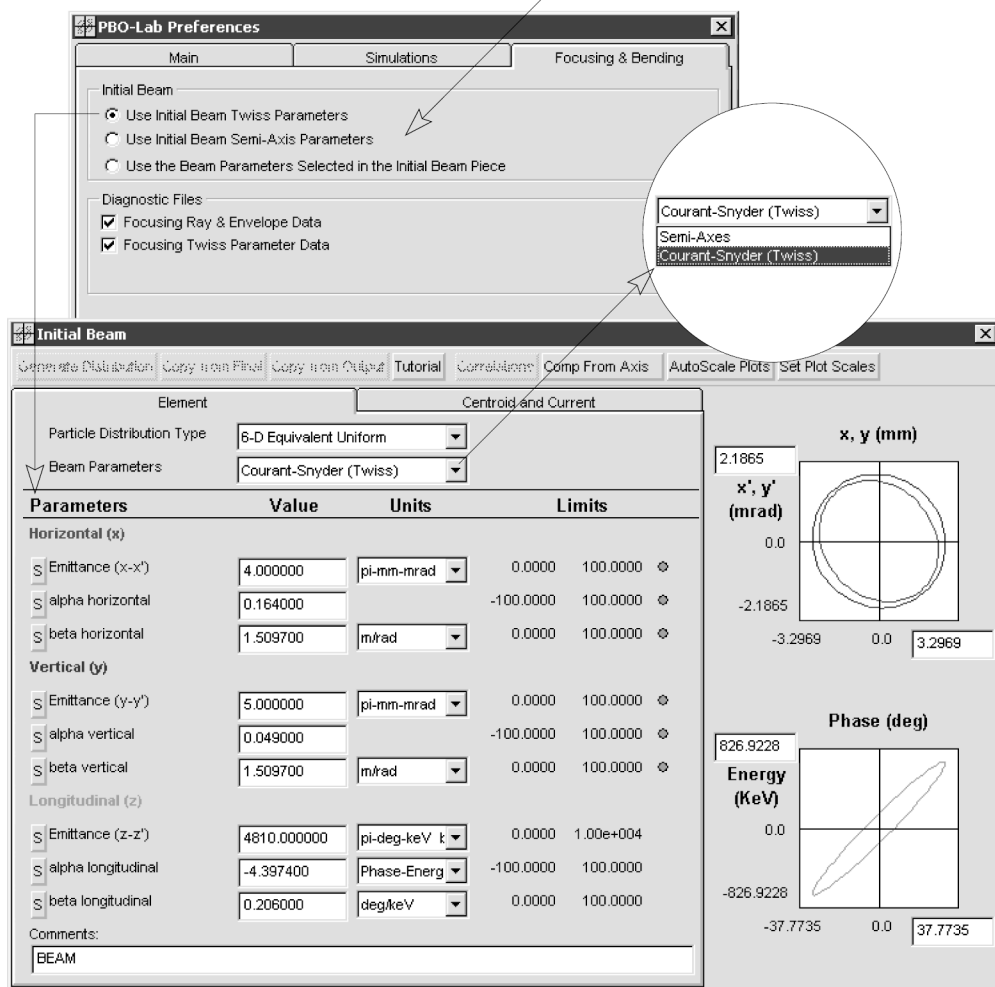 PBO-Lab Preferences
Main Simulations Focusing & Bending
Initial Beam
Use Initial Beam Twiss Parameters
Use Initial Beam Semi-Axis Parameters
Use the Beam Parameters Selected in the Initial Beam Piece
Diagnostic Files
Focusing Ray & Envelope Data
Focusing Twiss Parameter Data
Courant-Snyder (Twiss)
Semi-Axes
Courant-Snyder (Twiss)
Initial Beam
Generate Distribution Copy from Final Copy from Output Tutorial Correlations Comp From Axis AutoScale Plots Set Plot Scales
Element Centroid and Current
Particle Distribution Type 6-D Equivalent Uniform
Beam Parameters Courant-Snyder (Twiss)
Parameters Value Units Limits
Horizontal (x)
S Emittance (x-x') 4.000000 pi-mm-mrad 0.0000 100.0000
S alpha horizontal 0.164000 -100.0000 100.0000
S beta horizontal 1.509700 m/rad 0.0000 100.0000
Vertical (y)
S Emittance (y-y') 5.000000 pi-mm-mrad 0.0000 100.0000
S alpha vertical 0.049000 -100.0000 100.0000
S beta vertical 1.509700 m/rad 0.0000 100.0000
Longitudinal (z)
S Emittance (z-z') 4810.000000 pi-deg-keV 0.0000 1.00e+004
S alpha longitudinal -4.397400 Phase-Energ -100.0000 100.0000
S beta longitudinal 0.206000 deg/keV 0.0000 100.0000
Comments:
BEAM
x, y (mm)
2.1865
x', y'
(mrad)
0.0
-2.1865
-3.2969 0.0 3.2969
Phase (deg)
826.9228
Energy
(KeV)
0.0
-826.9228
-37.7735 0.0 37.7735